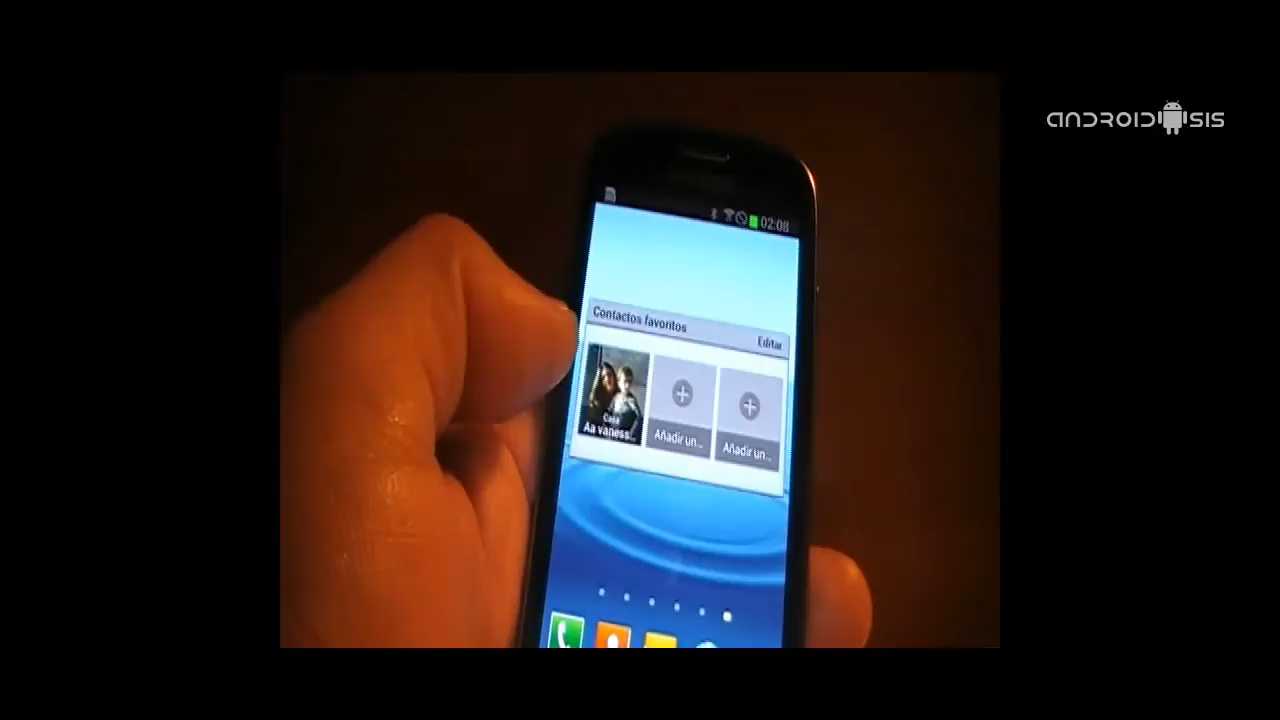 ANDROIDSIS
02:08
Contactos favoritos
Editar
Casa
Aa vaness...
Añadir un...
Añadir un...